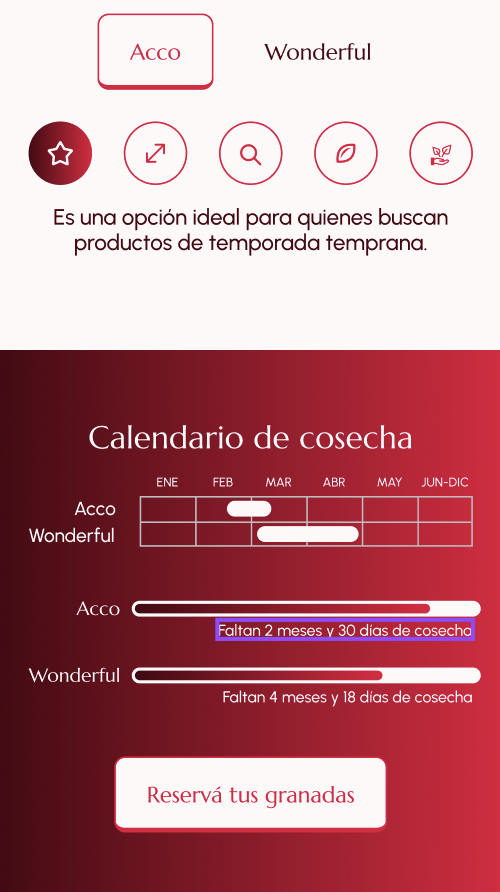 Acco
Wonderful
Es una opción ideal para quienes buscan
productos de temporada temprana.
Calendario de cosecha
ENE FEB MAR ABR MAY JUN-DIC
Acco
Wonderful
Acco
Faltan 2 meses y 30 días de cosecha
Wonderful
Faltan 4 meses y 18 días de cosecha
Reservá tus granadas